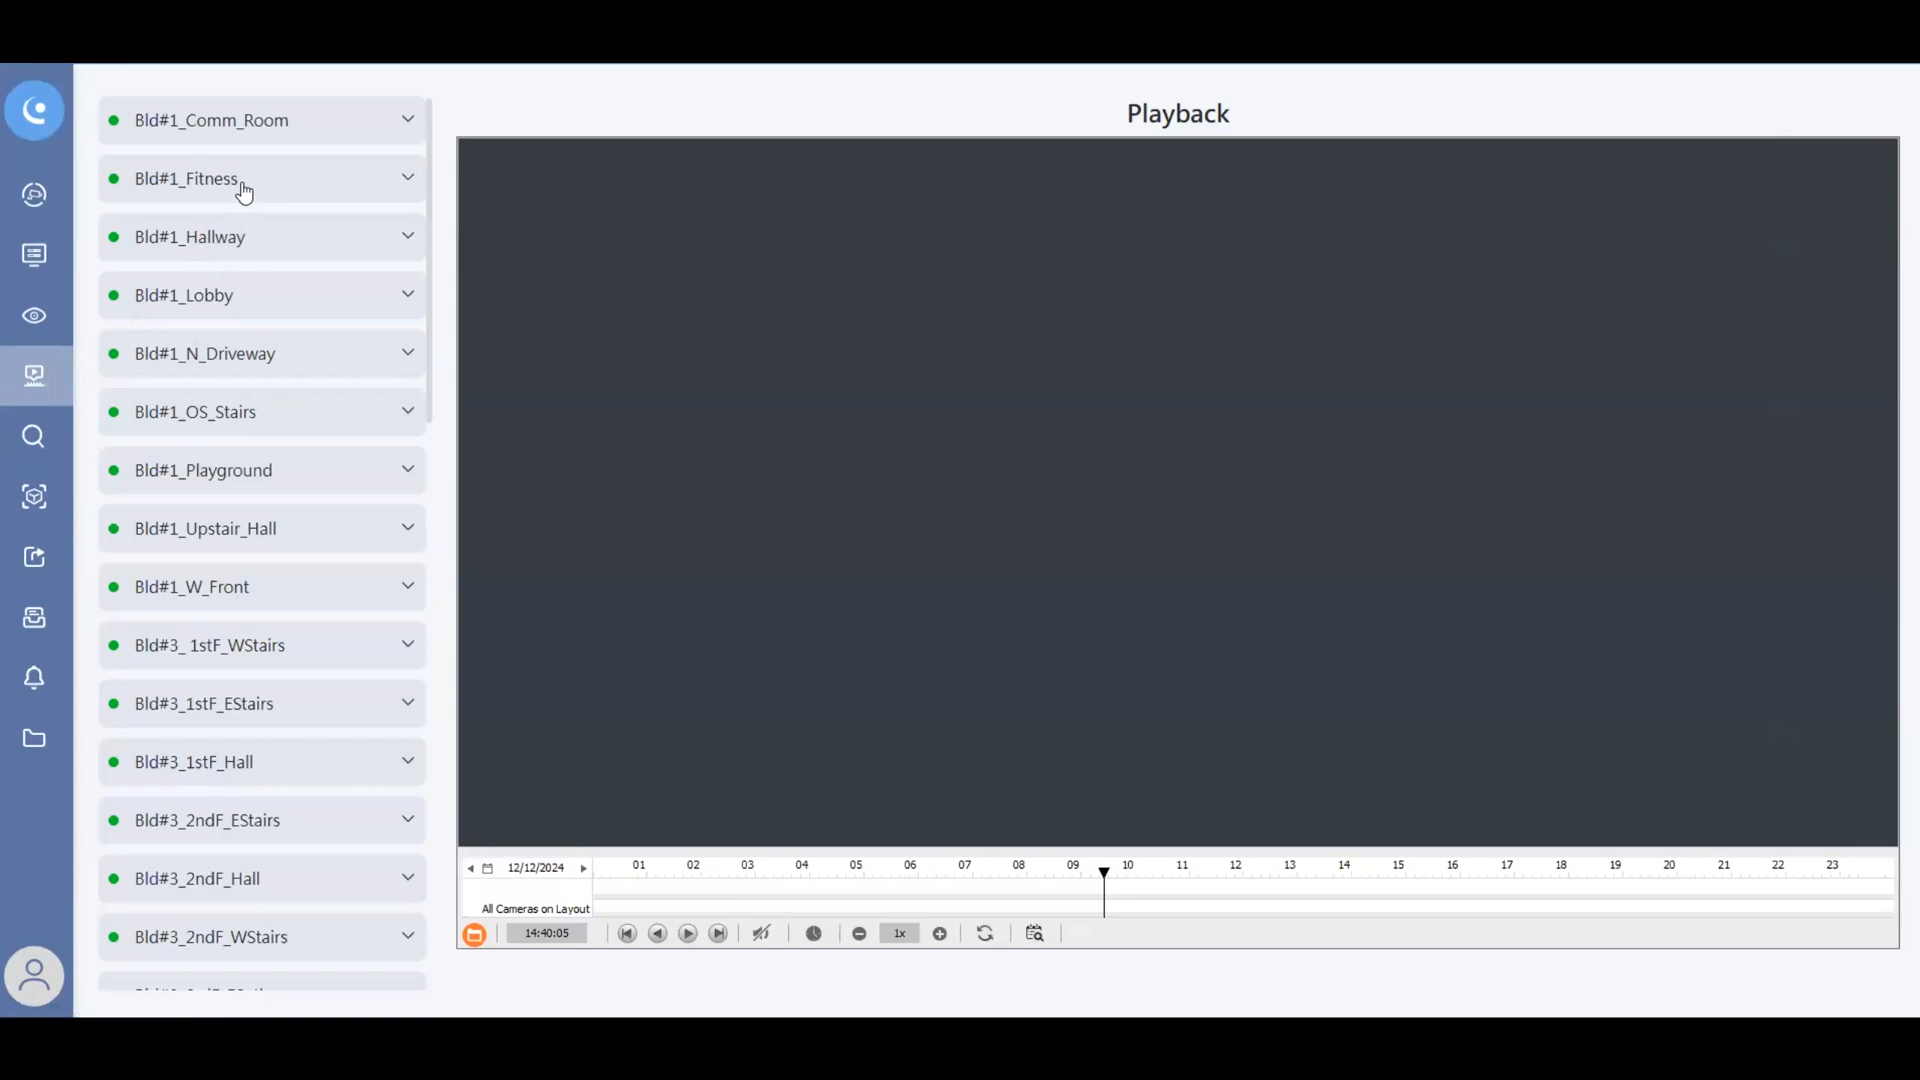 Playback
Bld#1_Comm_Room
Bld#1_Fitness
Bld#1_Hallway
Bld#1_Lobby
Bld#1_N_Driveway
Bld#1_OS_Stairs
Bld#1_Playground
Bld#1_Upstair_Hall
Bld#1_W_Front
Bld#3_ 1stF_WStairs
Bld#3_1stF_EStairs
Bld#3_1stF_Hall
Bld#3_2ndF_EStairs
Bld#3_2ndF_Hall
Bld#3_2ndF_WStairs
12/12/2024 01 02 03 04 05 06 07 08 09 10 11 12 13 14 15 16 17 18 19 20 21 22 23
All Cameras on Layout
14:40:05 1x